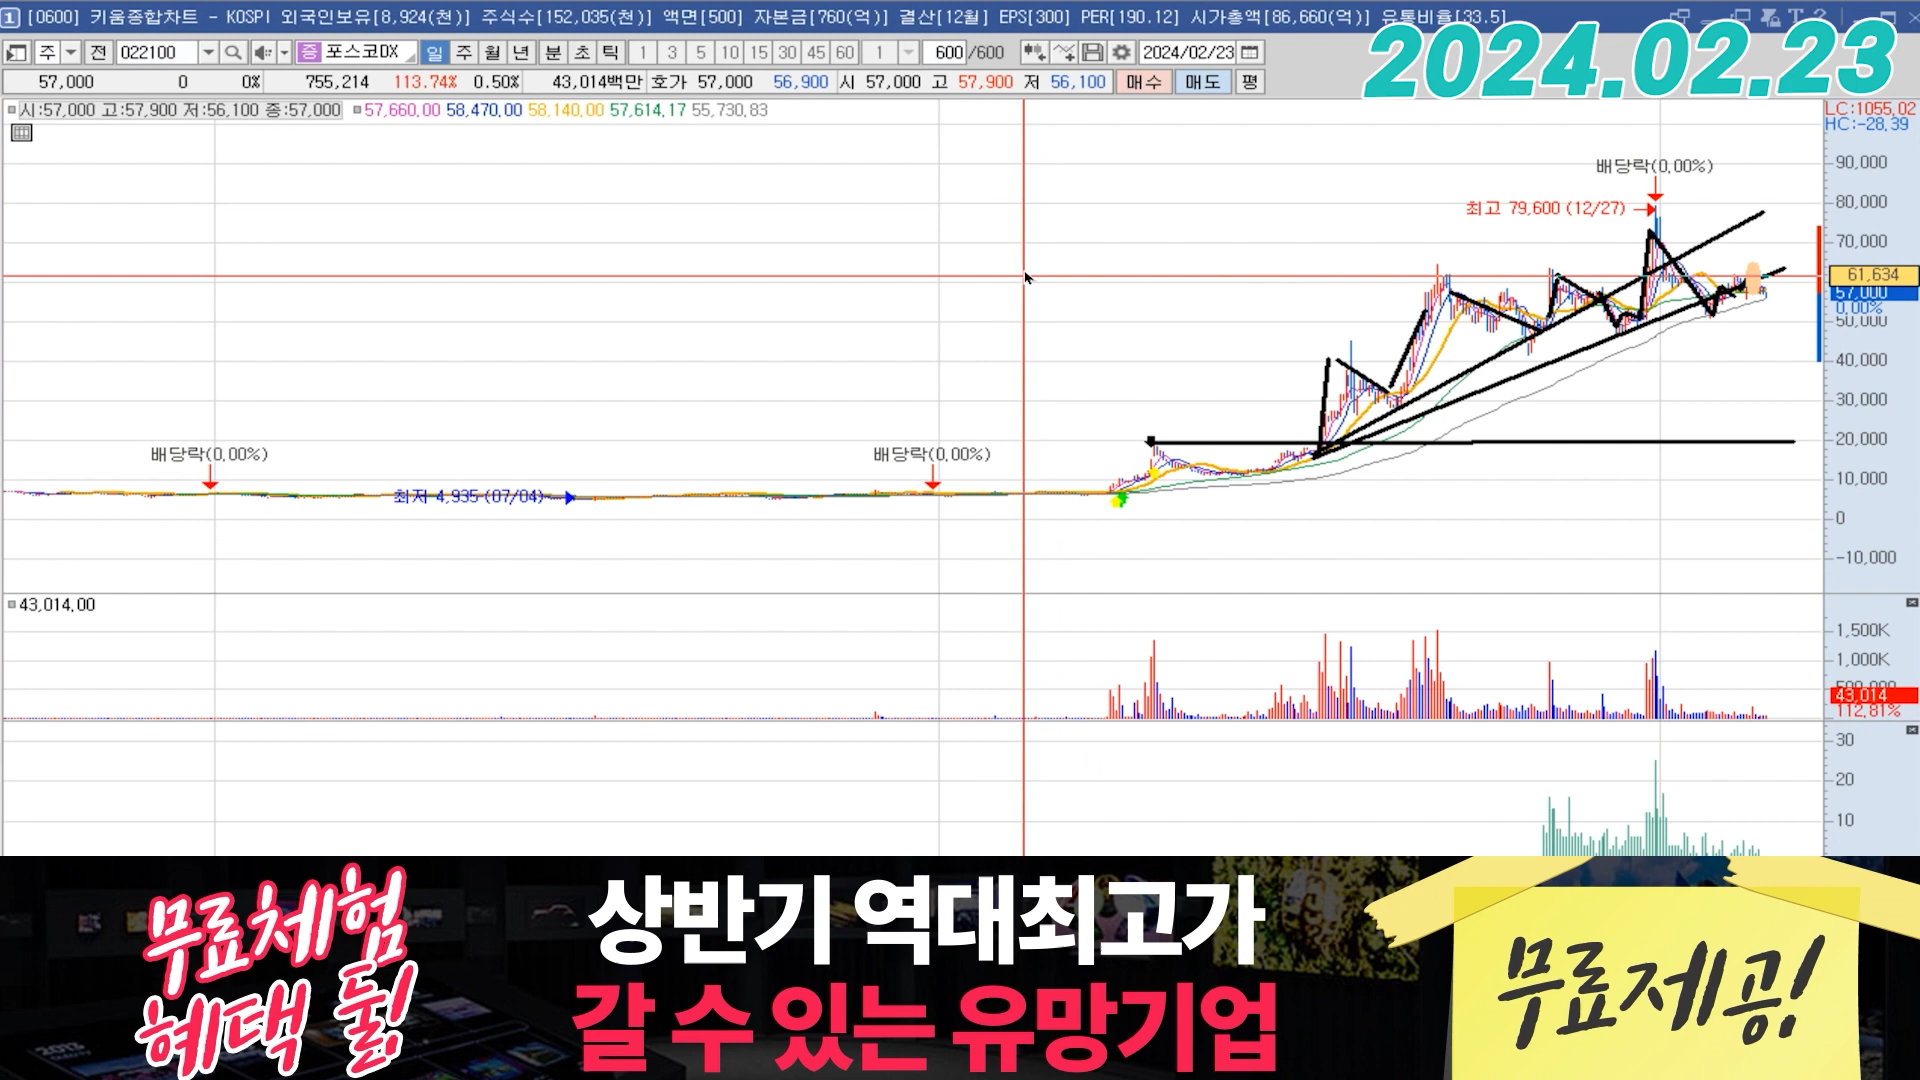 1 [0600] 키움종합차트 - KOSPI 외국인보유[8,924(천)] 주식수[152,035(천)] 액면[500] 자본금[760(억)] 결산[12월] EPS[300] PER[190.12] 시가총액[86,660(억)] 유통비율[33.5]
2024.02.23
주 전 022100 증 포스코DX 일 주 월 년 분 초 틱 1 3 5 10 15 30 45 60 1 600 /600 2024/02/23
57,000 0 0% 755,214 113.74% 0.50% 43,014백만 호가 57,000 56,900 시 57,000 고 57,900 저 56,100 매수 매도 평
시:57,000 고:57,900 저:56,100 종:57,000 57,660.00 58,470.00 58,140.00 57,614.17 55,730.83
LC:1055.02
HC:-28.39
배당락(0.00%)
최고 79,600 (12/27)
90,000
80,000
70,000
61,634
57,000
0.00%
50,000
40,000
30,000
20,000
10,000
0
-10,000
배당락(0.00%)
배당락(0.00%)
최저 4,935 (07/04)
43,014.00
1,500K
1,000K
43,014
112.81%
30
20
10
무료체험
혜택 둘!
상반기 역대최고가
갈 수 있는 유망기업
무료제공!